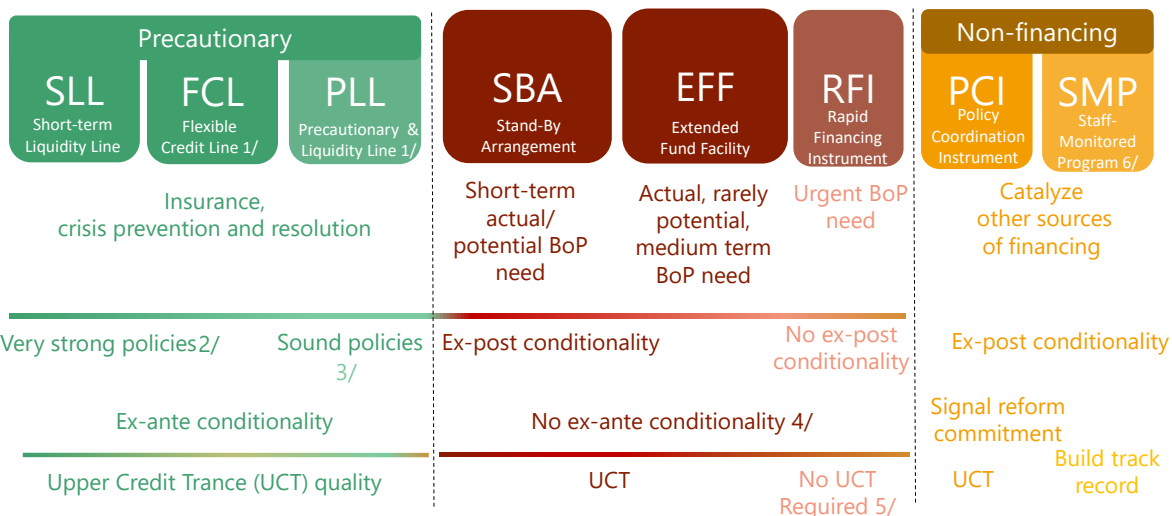 Precautionary
SLL
Short-term
Liquidity Line
FCL
Flexible
Credit Line 1/
PLL
Precautionary &
Liquidity Line 1/
SBA
Stand-By
Arrangement
EFF
Extended
Fund Facility
RFI
Rapid
Financing
Instrument
Non-financing
PCI
Policy
Coordination
Instrument
SMP
Staff-
Monitored
Program 6/
Insurance,
crisis prevention and resolution
Short-term
actual/
potential BoP
need
Actual, rarely
potential,
medium term
BoP need
Urgent BoP
need
Catalyze
other sources
of financing
Very strong policies2/
Sound policies
3/
Ex-post conditionality
No ex-post
conditionality
Ex-post conditionality
Ex-ante conditionality
No ex-ante conditionality 4/
Signal reform
commitment
Upper Credit Trance (UCT) quality
UCT
No UCT
Required 5/
UCT
Build track
record